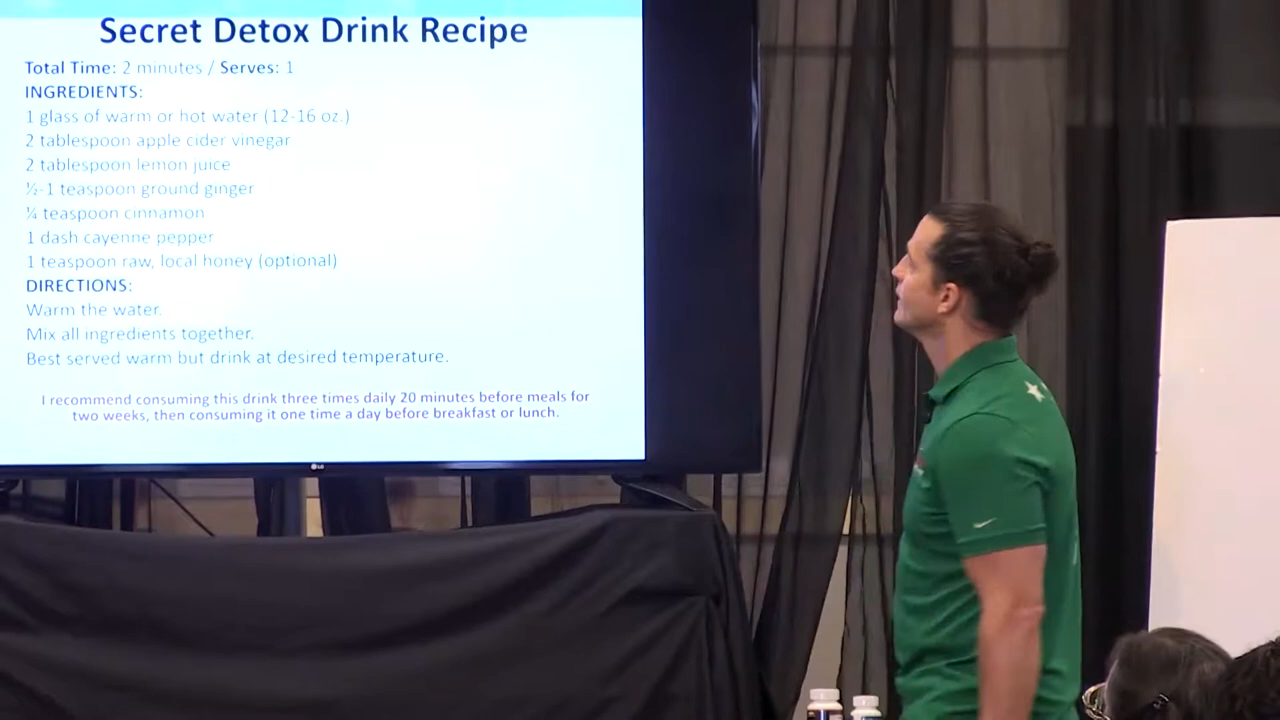 Secret Detox Drink Recipe
Total Time: 2 minutes / Serves: 1
INGREDIENTS:
1 glass of warm or hot water (12-16 oz.)
2 tablespoon apple cider vinegar
2 tablespoon lemon juice
½-1 teaspoon ground ginger
¼ teaspoon cinnamon
1 dash cayenne pepper
1 teaspoon raw, local honey (optional)
DIRECTIONS:
Warm the water.
Mix all ingredients together.
Best served warm but drink at desired temperature.
I recommend consuming this drink three times daily 20 minutes before meals for
two weeks, then consuming it one time a day before breakfast or lunch.
LG